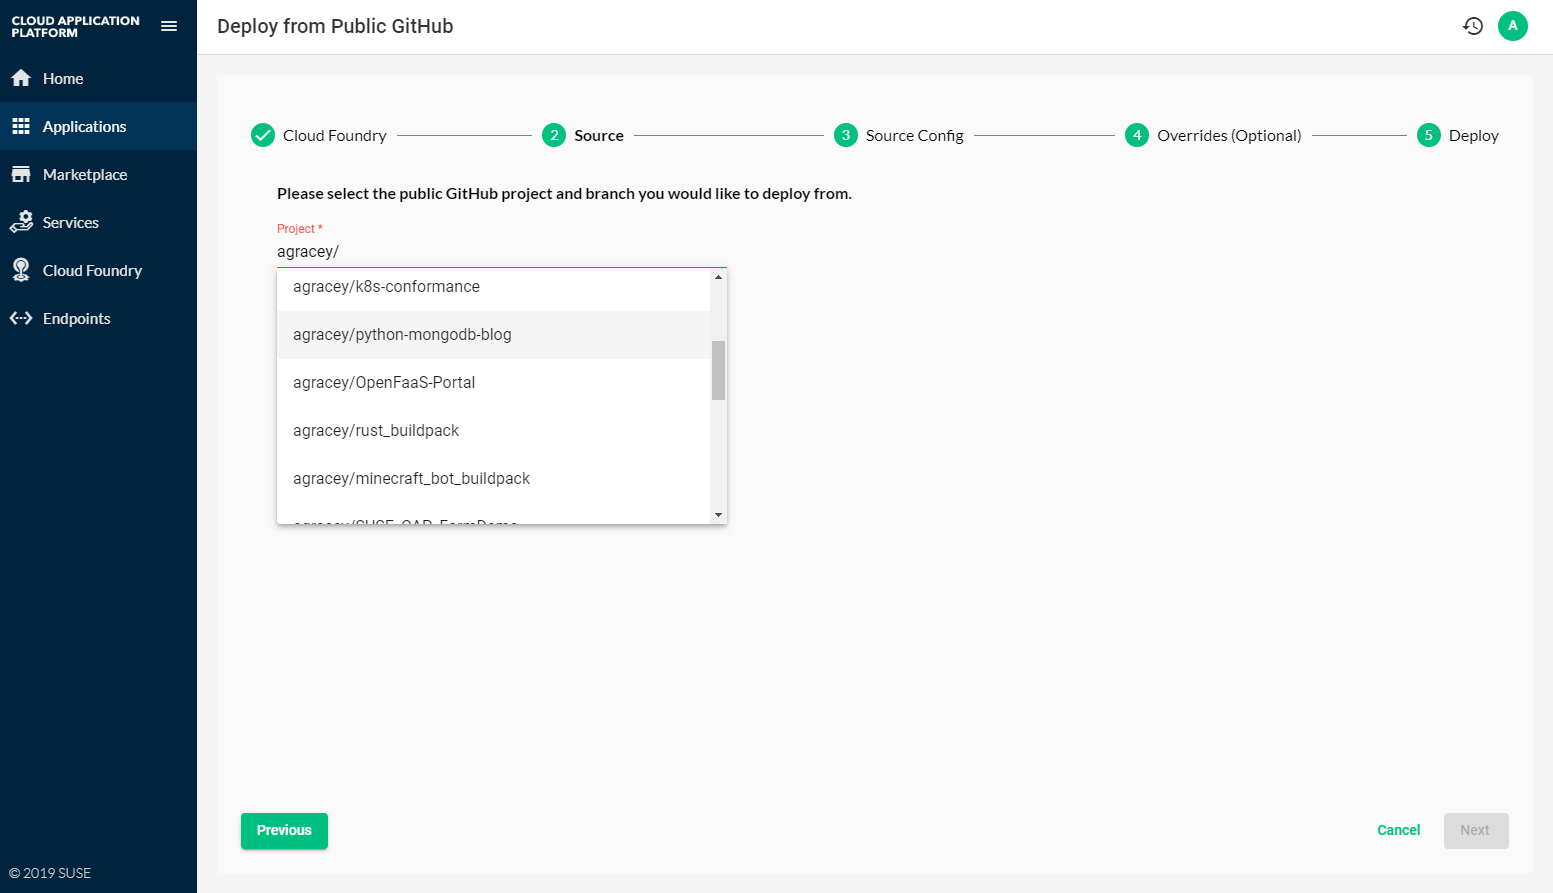 CLOUD APPLICATION
PLATFORM
Deploy from Public GitHub
A
Home
Applications
Marketplace
Services
Cloud Foundry
Endpoints
Cloud Foundry
2 Source
3 Source Config
4 Overrides (Optional)
5 Deploy
Please select the public GitHub project and branch you would like to deploy from.
Project *
agracey/
agracey/k8s-conformance
agracey/python-mongodb-blog
agracey/OpenFaaS-Portal
agracey/rust_buildpack
agracey/minecraft_bot_buildpack
agracey/SUSE_CAP_FormDemo
Previous
Cancel
Next
© 2019 SUSE